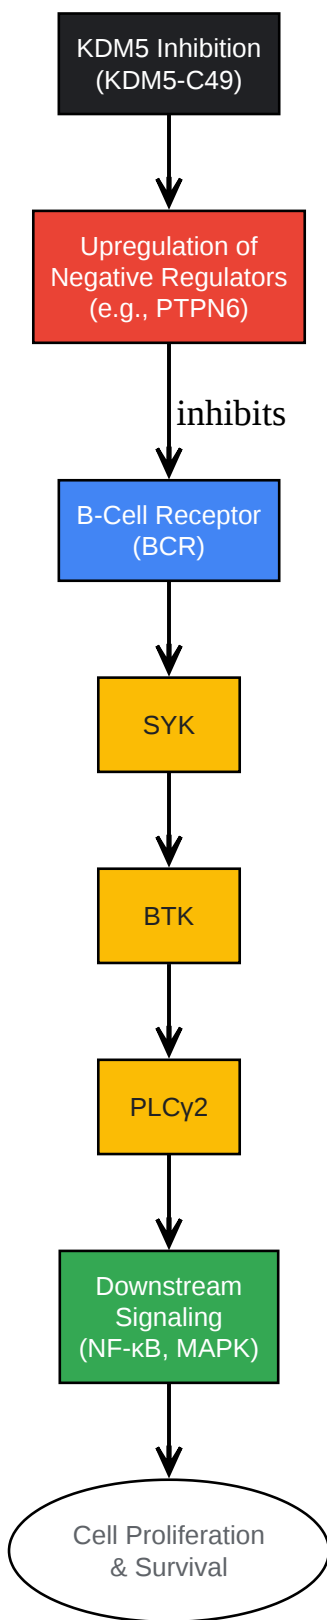 KDM5 Inhibition
(KDM5-C49)
Upregulation of
Negative Regulators
(e.g., PTPN6)
inhibits
B-Cell Receptor
(BCR)
SYK
BTK
PLCγ2
Downstream
Signaling
(NF-κB, MAPK)
Cell Proliferation
& Survival